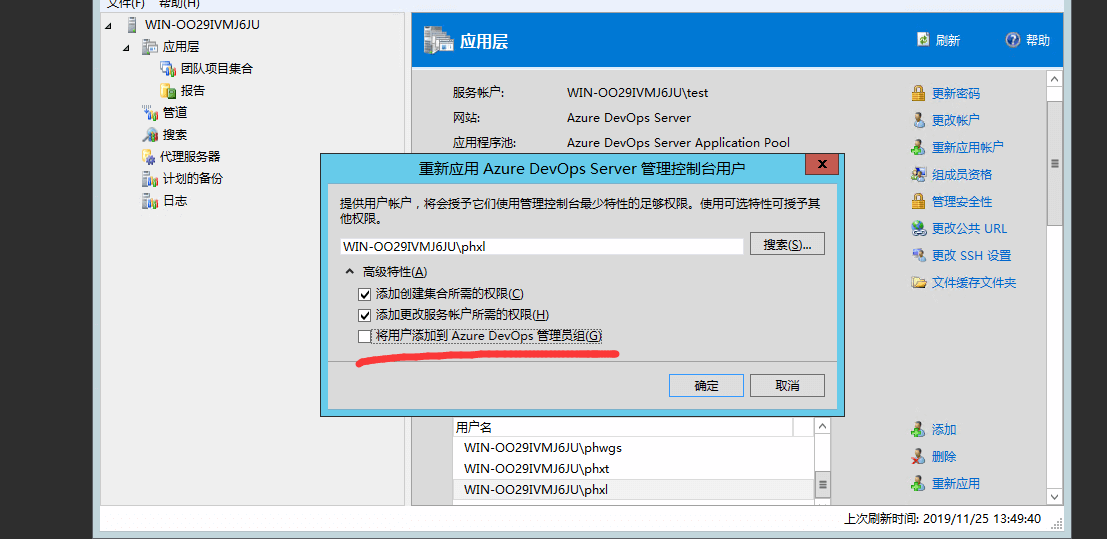 文件(F) 帮助(H)
WIN-OO29IVMJ6JU
应用层
团队项目集合
报告
管道
搜索
代理服务器
计划的备份
日志
应用层
刷新
帮助
服务帐户: WIN-OO29IVMJ6JU\test
网站: Azure DevOps Server
应用程序池: Azure DevOps Server Application Pool
更新密码
更改帐户
重新应用帐户
组成员资格
管理安全性
更改公共 URL
更改 SSH 设置
文件缓存文件夹
重新应用 Azure DevOps Server 管理控制台用户
x
提供用户帐户，将会授予它们使用管理控制台最少特性的足够权限。使用可选特性可授予其
他权限。
WIN-OO29IVMJ6JU\phxl
搜索(S)...
高级特性(A)
添加创建集合所需的权限(C)
添加更改服务帐户所需的权限(H)
将用户添加到 Azure DevOps 管理员组(G)
确定
取消
用户名
WIN-OO29IVMJ6JU\phwgs
WIN-OO29IVMJ6JU\phxt
WIN-OO29IVMJ6JU\phxl
添加
删除
重新应用
上次刷新时间: 2019/11/25 13:49:40